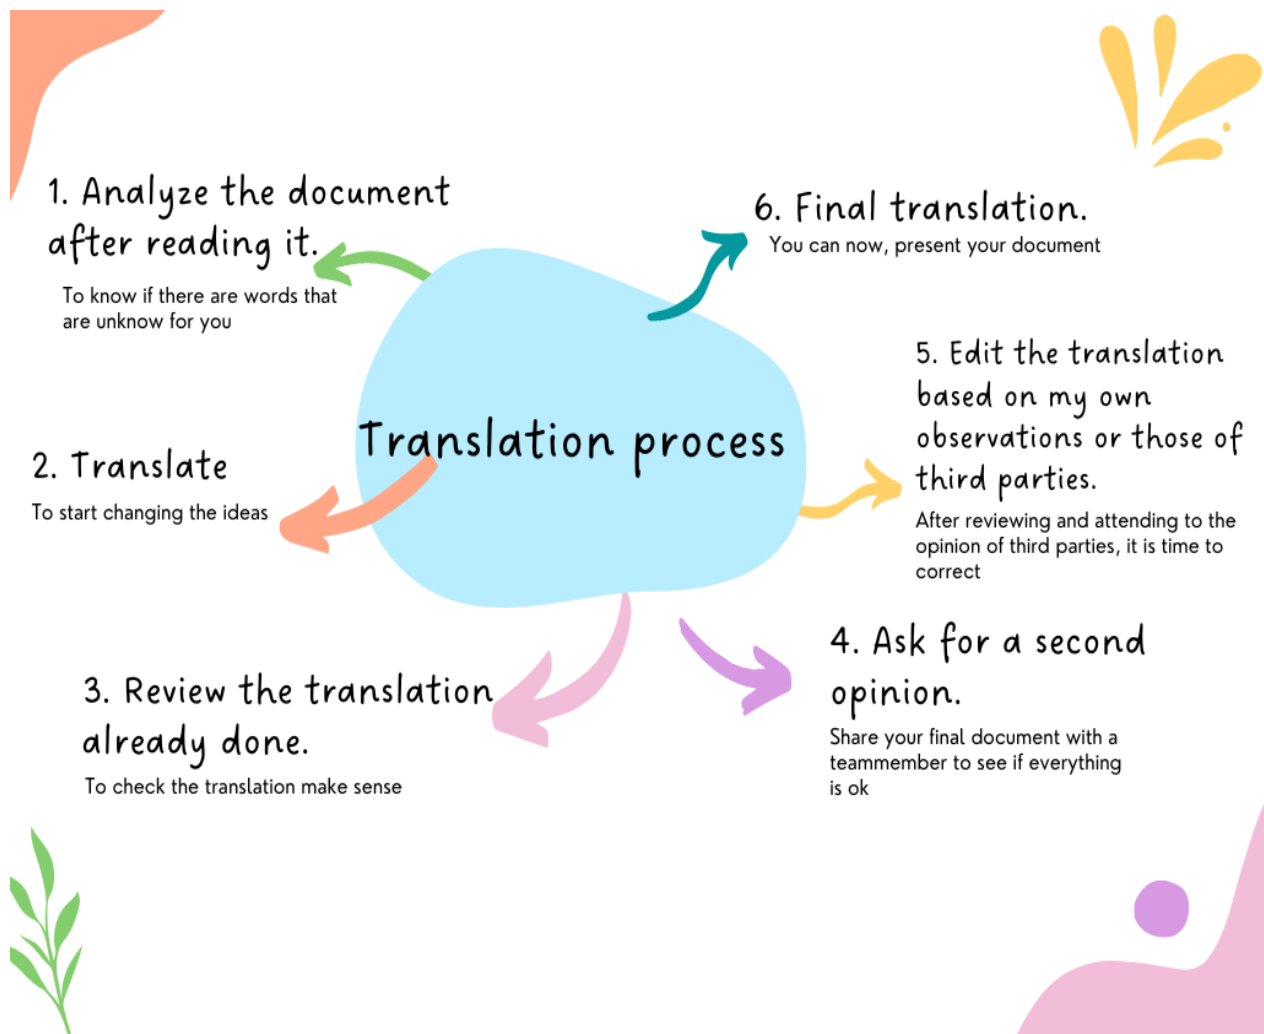 1. Analyze the document
after reading it.
To know if there are words that
are unknow for you
2. Translate
To start changing the ideas
3. Review the translation
already done.
To check the translation make sense
Translation process
6. Final translation.
You can now, present your document
5. Edit the translation
based on my own
observations or those of
third parties.
After reviewing and attending to the
opinion of third parties, it is time to
correct
4. Ask for a second
opinion.
Share your final document with a
teammember to see if everything
is ok